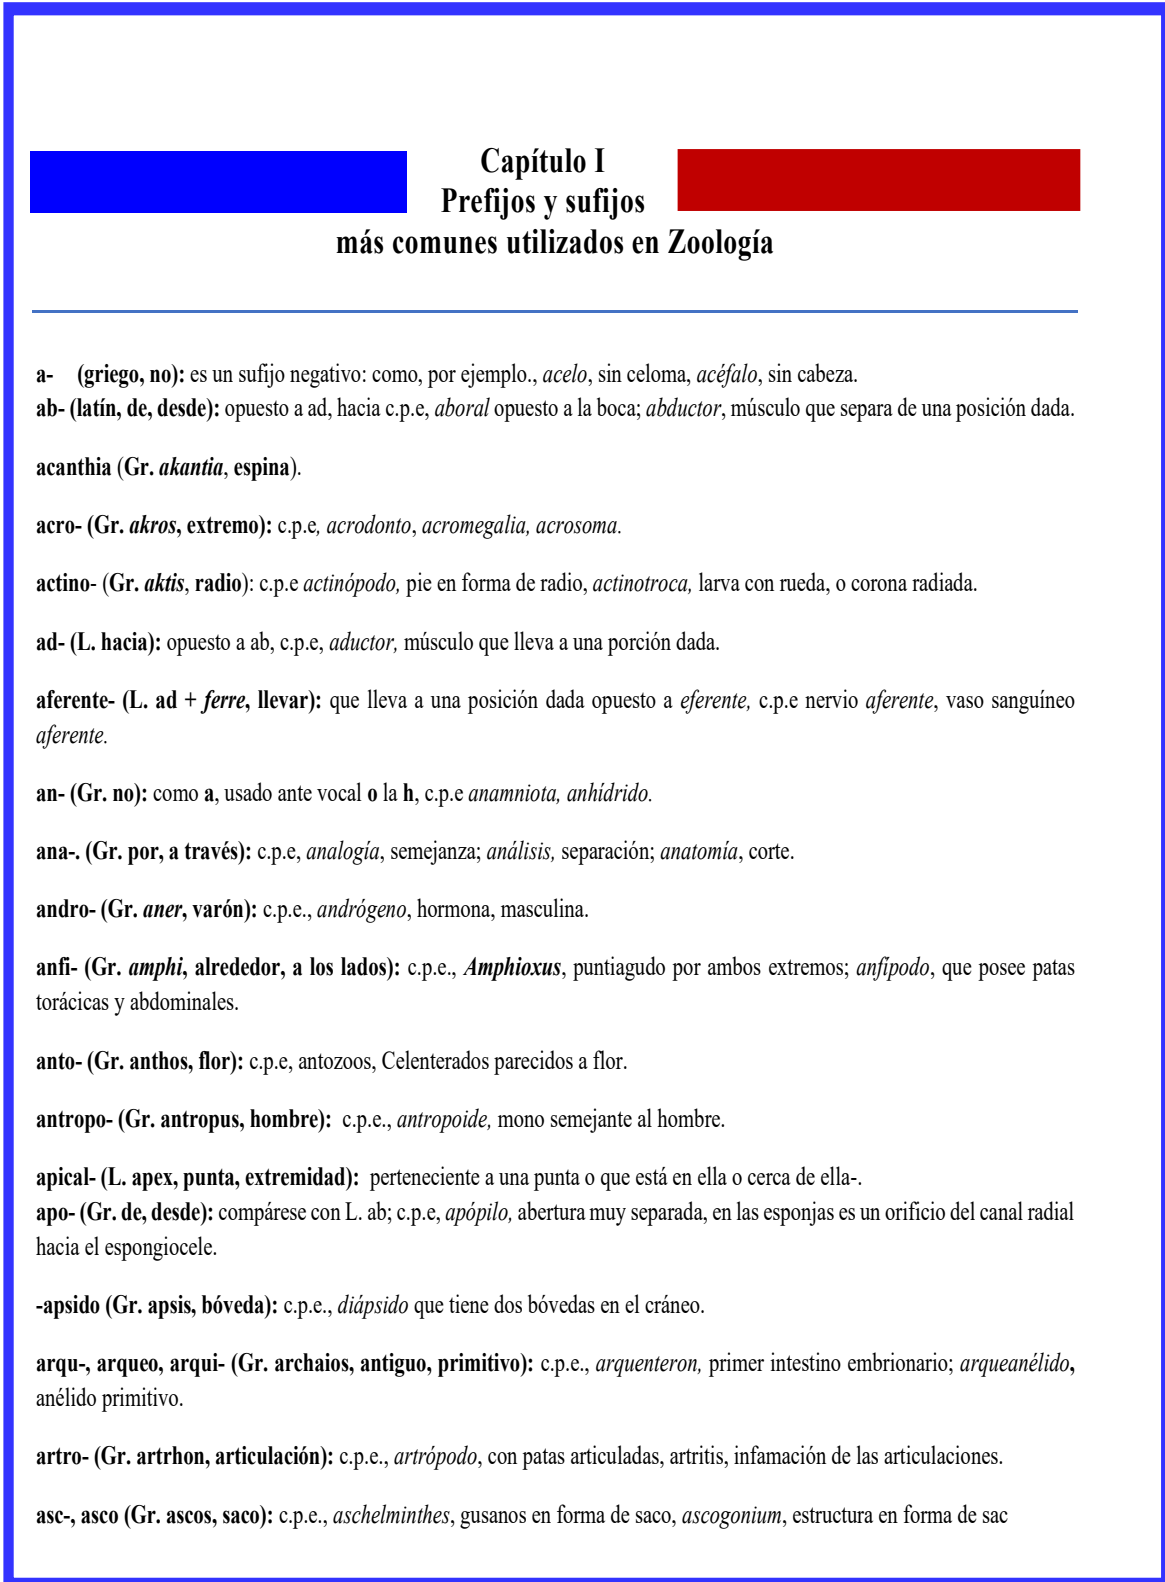 Capítulo I
Prefijos y sufijos
más comunes utilizados en Zoología
a- (griego, no): es un sufijo negativo: como, por ejemplo., acelo, sin celoma, acéfalo, sin cabeza.
ab- (latín, de, desde): opuesto a ad, hacia c.p.e, aboral opuesto a la boca; abductor, músculo que separa de una posición dada.
acanthia (Gr. akantia, espina).
acro- (Gr. akros, extremo): c.p.e, acrodonto, acromegalia, acrosoma.
actino- (Gr. aktis, radio): c.p.e actinópodo, pie en forma de radio, actinotroca, larva con rueda, o corona radiada.
ad- (L. hacia): opuesto a ab, c.p.e, aductor, músculo que lleva a una porción dada.
aferente- (L. ad + ferre, llevar): que lleva a una posición dada opuesto a eferente, c.p.e nervio aferente, vaso sanguíneo
aferente.
an- (Gr. no): como a, usado ante vocal o la h, c.p.e anamniota, anhídrido.
ana-. (Gr. por, a través): c.p.e, analogía, semejanza; análisis, separación; anatomía, corte.
andro- (Gr. aner, varón): c.p.e., andrógeno, hormona, masculina.
anfi- (Gr. amphi, alrededor, a los lados): c.p.e., Amphioxus, puntiagudo por ambos extremos; anfípodo, que posee patas
torácicas y abdominales.
anto- (Gr. anthos, flor): c.p.e, antozoos, Celenterados parecidos a flor.
antropo- (Gr. antropus, hombre): c.p.e., antropoide, mono semejante al hombre.
apical- (L. apex, punta, extremidad): perteneciente a una punta o que está en ella o cerca de ella-.
apo- (Gr. de, desde): compárese con L. ab; c.p.e, apópilo, abertura muy separada, en las esponjas es un orificio del canal radial
hacia el espongiocele.
-apsido (Gr. apsis, bóveda): c.p.e., diápsido que tiene dos bóvedas en el cráneo.
arqu-, arqueo, arqui- (Gr. archaios, antiguo, primitivo): c.p.e., arquenteron, primer intestino embrionario; arqueanélido,
anélido primitivo.
artro- (Gr. artrhon, articulación): c.p.e., artrópodo, con patas articuladas, artritis, infamación de las articulaciones.
asc-, asco (Gr. ascos, saco): c.p.e., aschelminthes, gusanos en forma de saco, ascogonium, estructura en forma de sac